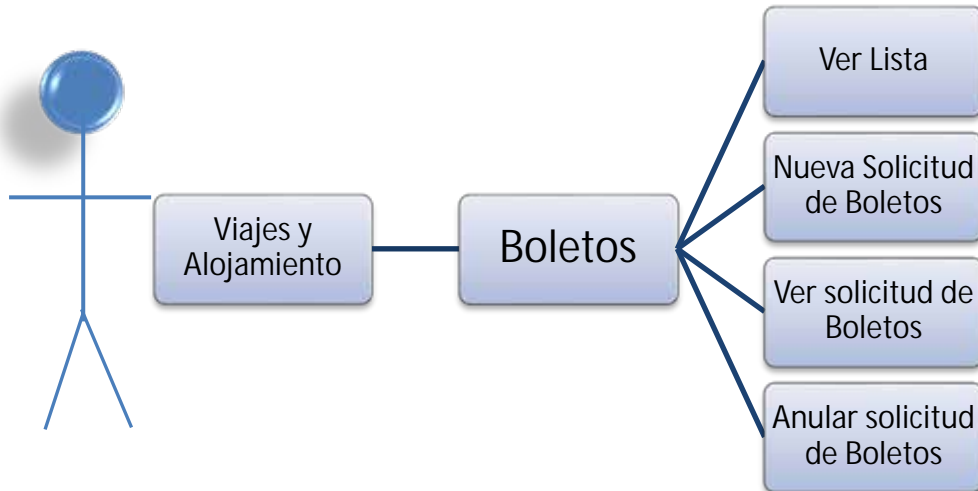 Viajes y
Alojamiento
Boletos
Ver Lista
Nueva Solicitud
de Boletos
Ver solicitud de
Boletos
Anular solicitud
de Boletos